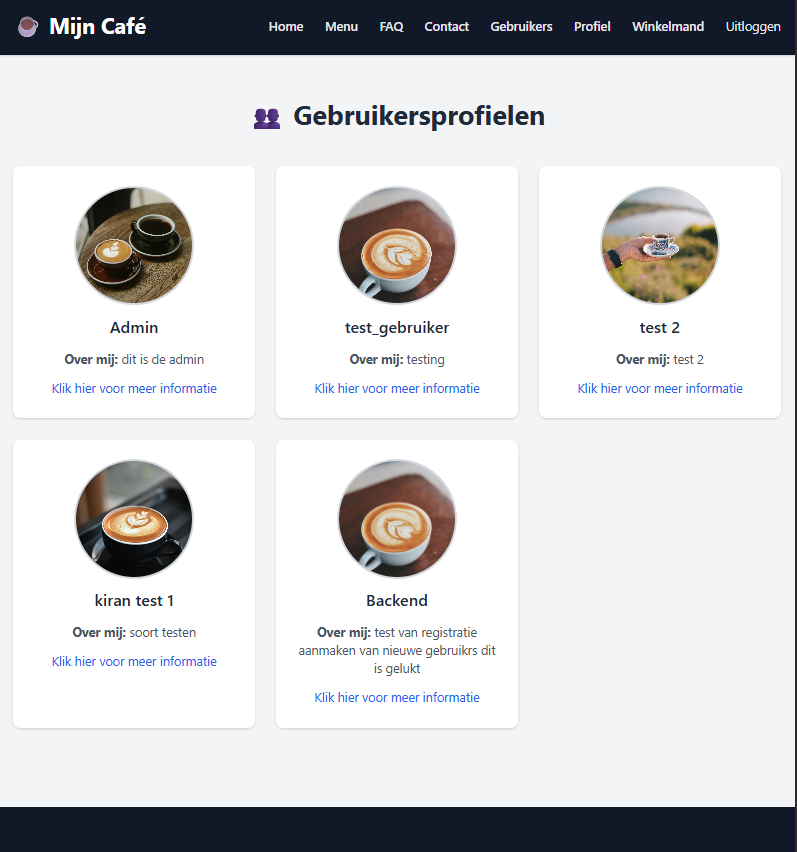 Mijn Café
Home Menu FAQ Contact Gebruikers Profiel Winkelmand Uitloggen
Gebruikersprofielen
Admin
Over mij: dit is de admin
Klik hier voor meer informatie
test_gebruiker
Over mij: testing
Klik hier voor meer informatie
test 2
Over mij: test 2
Klik hier voor meer informatie
kiran test 1
Over mij: soort testen
Klik hier voor meer informatie
Backend
Over mij: test van registratie
aanmaken van nieuwe gebruikrs dit
is gelukt
Klik hier voor meer informatie